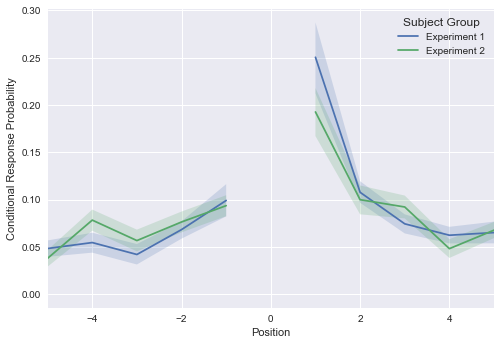 0.30
0.25
0.20
0.15
0.10
0.05
0.00
Conditional Response Probability
−4
−2
0
2
4
Position
Subject Group
Experiment 1
Experiment 2